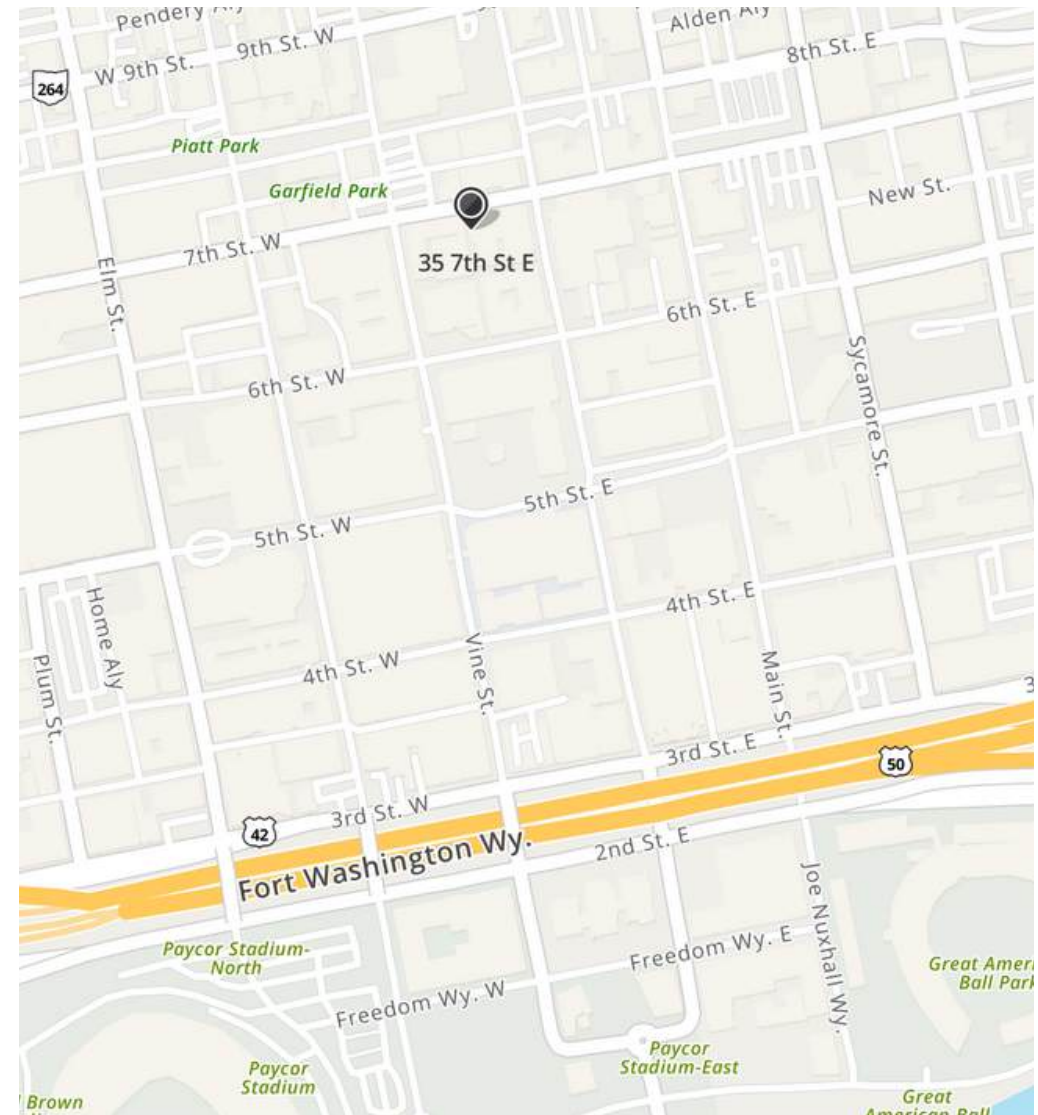 Pendery Aly
Alden Aly
9th St. W
W 9th St.
8th St. E
264
Piatt Park
Garfield Park
New St.
7th St. W
35 7th St E
Elm St.
6th St. E
Sycamore St.
6th St. W
5th St. E
5th St. W
Home Aly
4th St. E
Plum St.
4th St. W
Vine St.
Main St.
3rd St. E
50
3rd St. W
42
Fort Washington Wy.
2nd St. E
Joe Nuxhall Wy.
Paycor Stadium-
North
Freedom Wy. E
Great Ameri
Ball Park
Freedom Wy. W
Paycor
Stadium-East
Paycor
Stadium
Brown
Great
American Ball